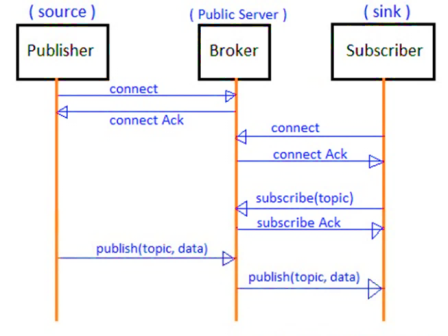 ( source )
( Public Server )
( sink )
Publisher
Broker
Subscriber
connect
connect Ack
connect
connect Ack
subscribe(topic)
subscribe Ack
publish(topic, data)
publish(topic, data)